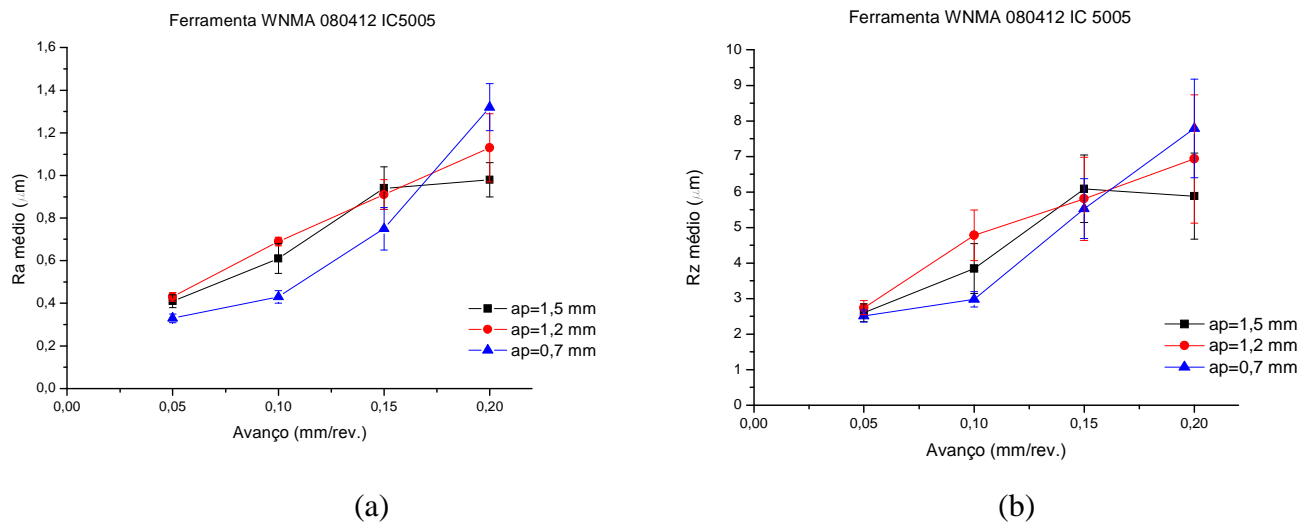 Ferramenta WNMA 080412 IC5005
1,6
1,4
1,2
1,0
0,8
0,6
0,4
0,2
0,0
Ra médio (μm)
ap=1,5 mm
ap=1,2 mm
ap=0,7 mm
0,00 0,05 0,10 0,15 0,20
Avanço (mm/rev.)
(a)
Ferramenta WNMA 080412 IC 5005
10
9
8
7
6
5
4
3
2
1
0
Rz médio (μm)
ap=1,5 mm
ap=1,2 mm
ap=0,7 mm
0,00 0,05 0,10 0,15 0,20
Avanço (mm/rev.)
(b)